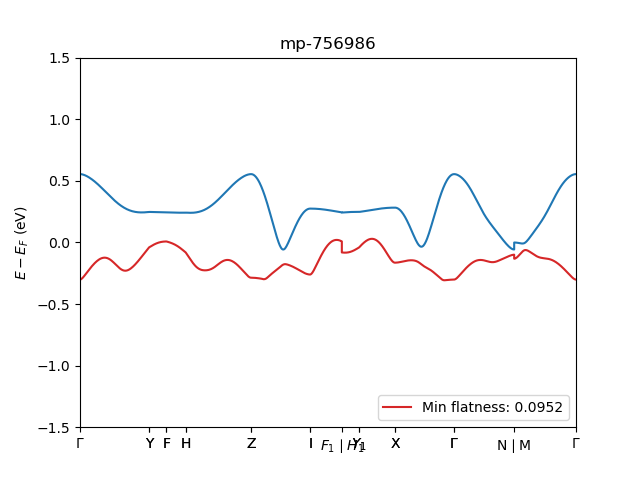 mp-756986
1.5
1.0
0.5
0.0
−0.5
−1.0
−1.5
E − E_F (eV)
Min flatness: 0.0952
Γ Y F H Z I F₁ | H₁ Y₁ X Γ N | M Γ